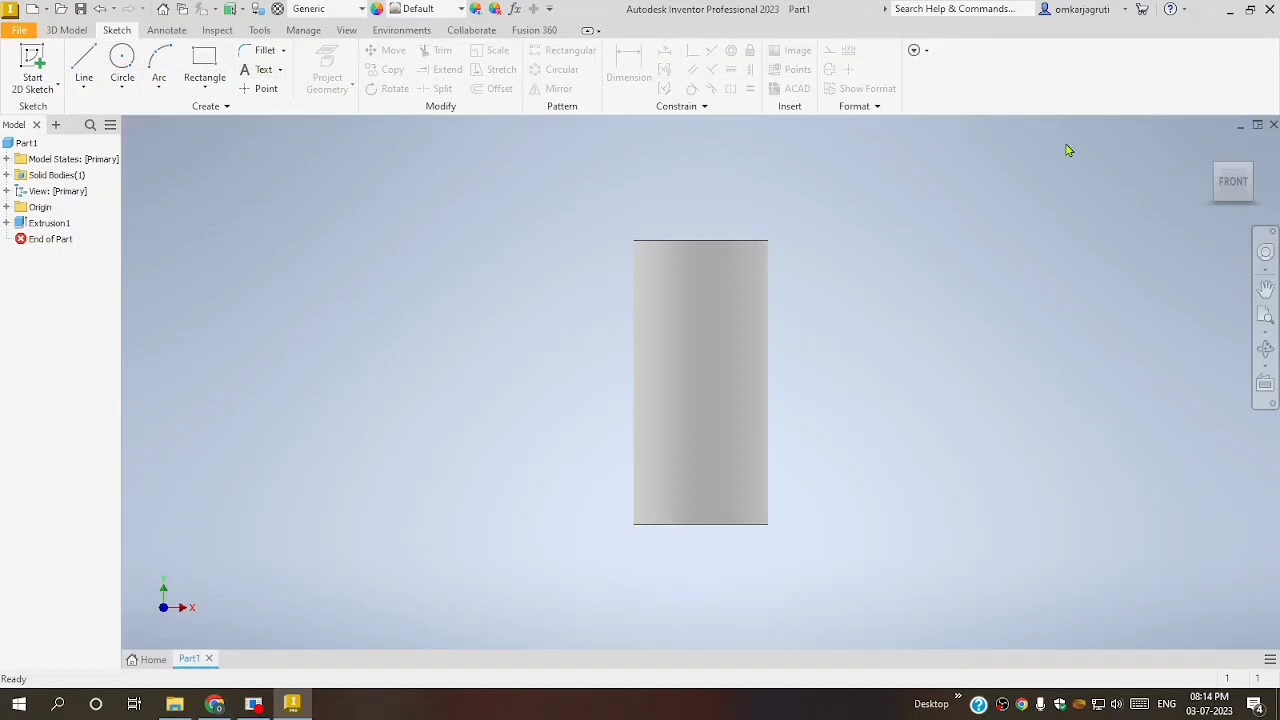 Generic Default Autodesk Inventor Professional 2023 Part1 Search Help & Commands... omkarjagruti
File 3D Model Sketch Annotate Inspect Tools Manage View Environments Collaborate Fusion 360
Start 2D Sketch Line Circle Arc Rectangle Fillet Text Point Project Geometry
Move Trim Scale Rectangular Dimension Image
Copy Extend Stretch Circular Points
Rotate Split Offset Mirror ACAD Show Format
Sketch Create Modify Pattern Constrain Insert Format
Model
Part1
Model States: [Primary]
Solid Bodies(1)
View: [Primary]
Origin
Extrusion1
End of Part
FRONT
X
Home Part1
Ready 1 1
Desktop ENG 08:14 PM
03-07-2023